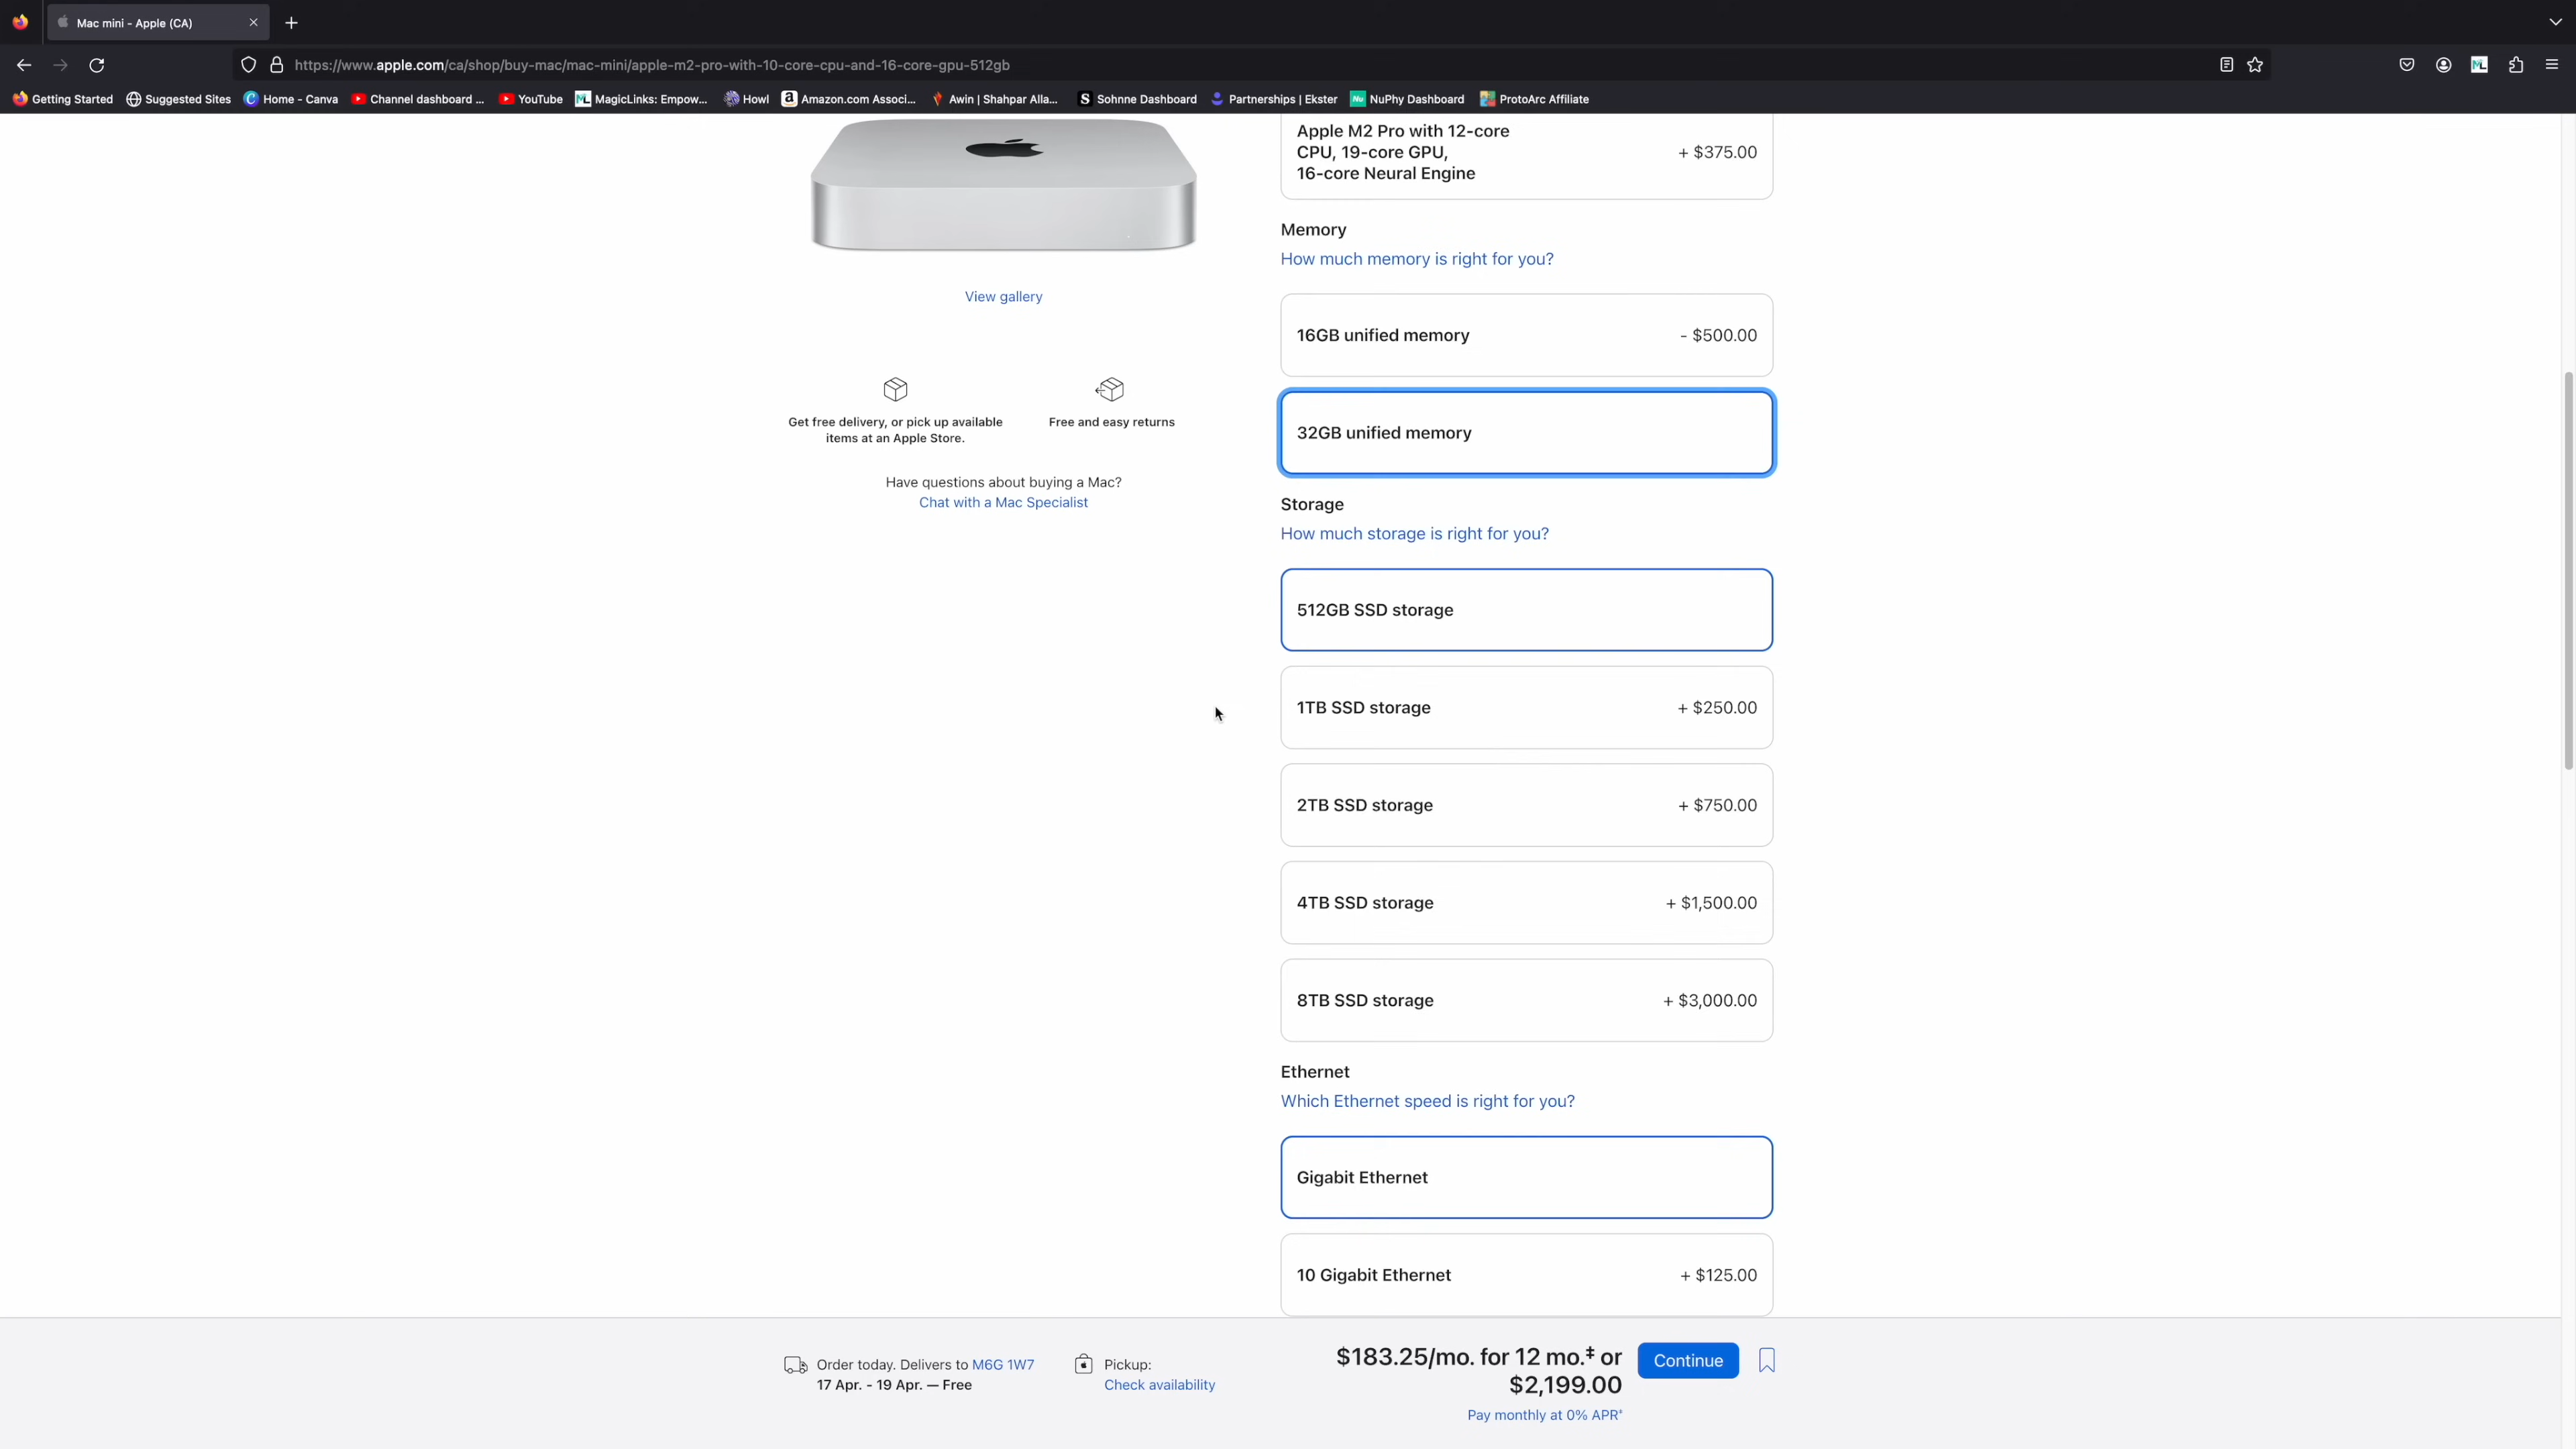 Mac mini - Apple (CA)
https://www.apple.com/ca/shop/buy-mac/mac-mini/apple-m2-pro-with-10-core-cpu-and-16-core-gpu-512gb
Getting Started Suggested Sites Home - Canva Channel dashboard ... YouTube MagicLinks: Empow... Howl Amazon.com Associ... Awin | Shahpar Alla... Sohnne Dashboard Partnerships | Ekster NuPhy Dashboard ProtoArc Affiliate
View gallery
Get free delivery, or pick up available
items at an Apple Store.
Free and easy returns
Have questions about buying a Mac?
Chat with a Mac Specialist
Apple M2 Pro with 12-core
CPU, 19-core GPU, + $375.00
16-core Neural Engine
Memory
How much memory is right for you?
16GB unified memory - $500.00
32GB unified memory
Storage
How much storage is right for you?
512GB SSD storage
1TB SSD storage + $250.00
2TB SSD storage + $750.00
4TB SSD storage + $1,500.00
8TB SSD storage + $3,000.00
Ethernet
Which Ethernet speed is right for you?
Gigabit Ethernet
10 Gigabit Ethernet + $125.00
Order today. Delivers to M6G 1W7
17 Apr. - 19 Apr. — Free
Pickup:
Check availability
$183.25/mo. for 12 mo.‡ or
$2,199.00
Pay monthly at 0% APR‡
Continue